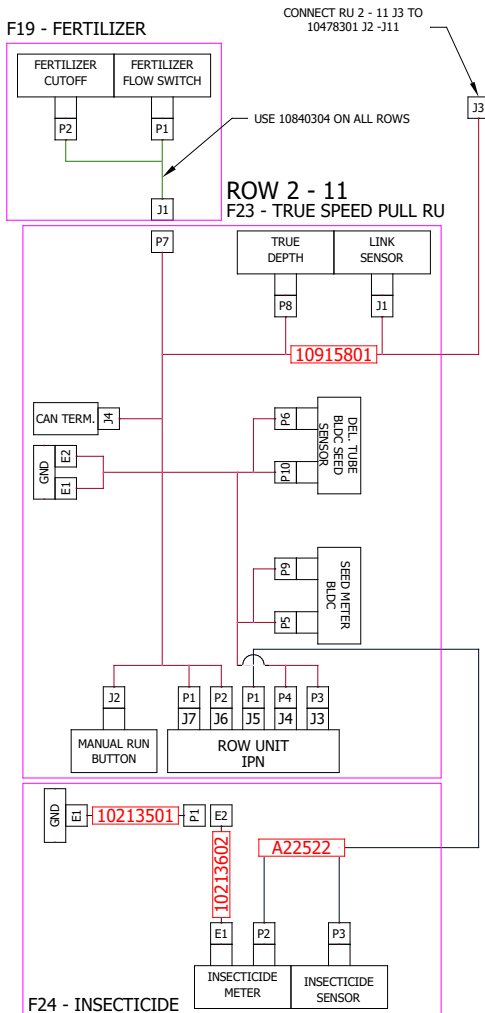 CONNECT RU 2 - 11 J3 TO
10478301 J2 -J11
F19 - FERTILIZER
FERTILIZER
CUTOFF
FERTILIZER
FLOW SWITCH
J3
P2
P1
USE 10840304 ON ALL ROWS
J1
ROW 2 - 11
F23 - TRUE SPEED PULL RU
P7
TRUE
DEPTH
LINK
SENSOR
P8
J1
10915801
CAN TERM.
J4
P6
DEL. TUBE
BLDC SEED
SENSOR
GND
E2
E1
P10
P9
SEED METER
BLDC
P5
J2
P1
P2
P1
P4
P3
J7
J6
J5
J4
J3
MANUAL RUN
BUTTON
ROW UNIT
IPN
GND
E1
10213501
P1
E2
10213602
A22522
E1
P2
P3
INSECTICIDE
METER
INSECTICIDE
SENSOR
F24 - INSECTICIDE